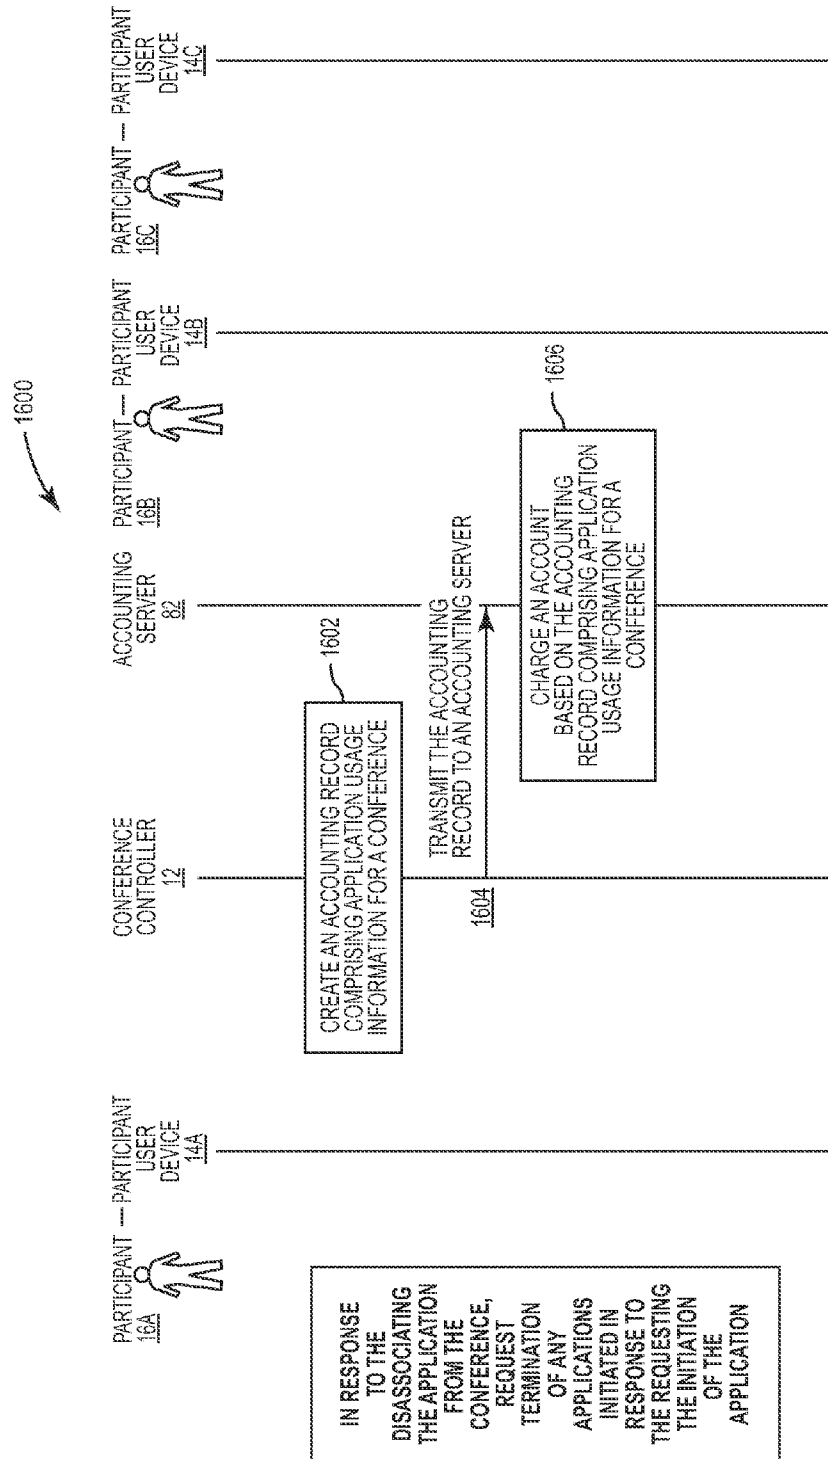 1600
PARTICIPANT — PARTICIPANT
16A
USER
DEVICE
14A
CONFERENCE
CONTROLLER
12
ACCOUNTING
SERVER
82
PARTICIPANT — PARTICIPANT
16B
USER
DEVICE
14B
PARTICIPANT — PARTICIPANT
16C
USER
DEVICE
14C
IN RESPONSE
TO THE
DISASSOCIATING
THE APPLICATION
FROM THE
CONFERENCE,
REQUEST
TERMINATION
OF ANY
APPLICATIONS
INITIATED IN
RESPONSE TO
THE REQUESTING
THE INITIATION
OF THE
APPLICATION
1602
CREATE AN ACCOUNTING RECORD
COMPRISING APPLICATION USAGE
INFORMATION FOR A CONFERENCE
TRANSMIT THE ACCOUNTING
RECORD TO AN ACCOUNTING SERVER
1604
1606
CHARGE AN ACCOUNT
BASED ON THE ACCOUNTING
RECORD COMPRISING APPLICATION
USAGE INFORMATION FOR A
CONFERENCE